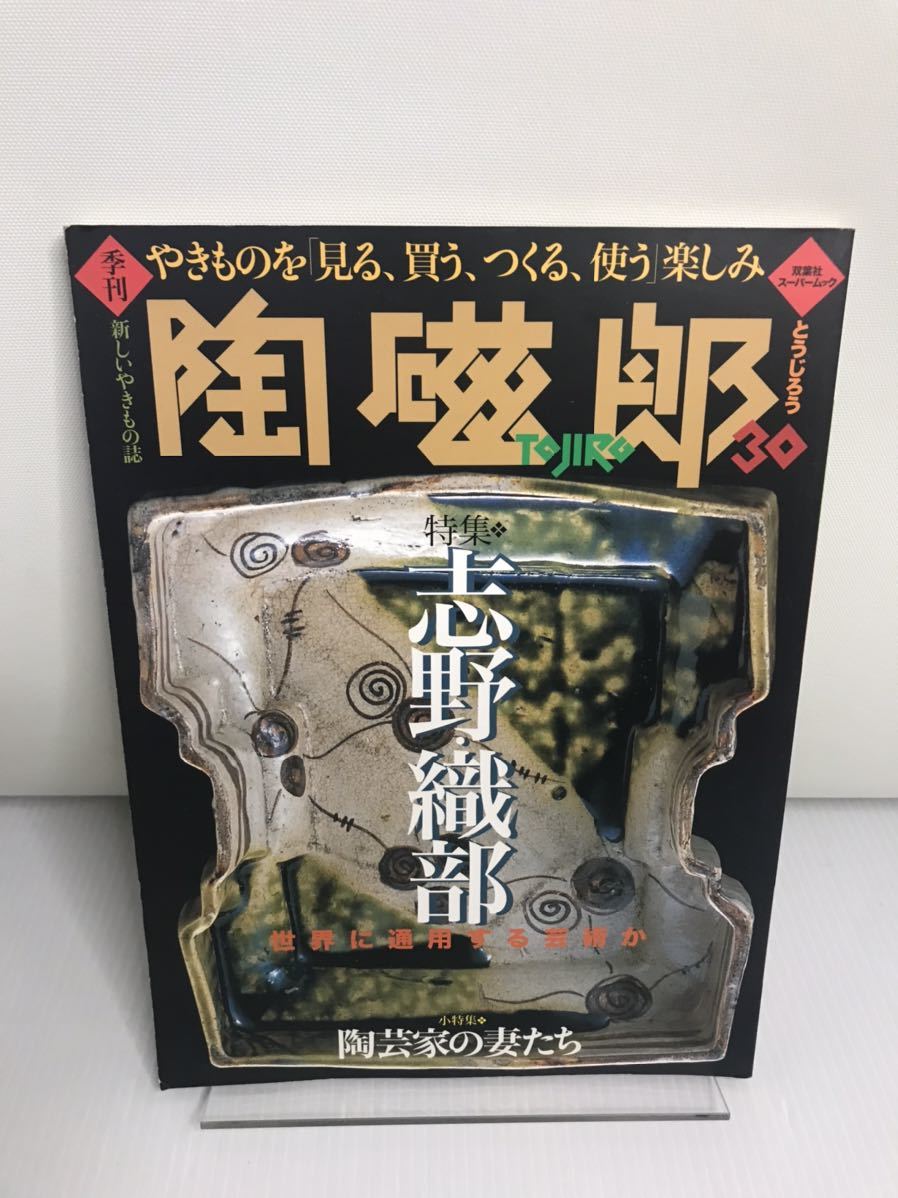 季刊
やきものを「見る、買う、つくる、使う」楽しみ
双葉社
スーパームック
新しいやきもの誌
陶磁郎
とうじろう
TOJIRO
30
特集
志野・織部
世界に通用する芸術か
小特集
陶芸家の妻たち